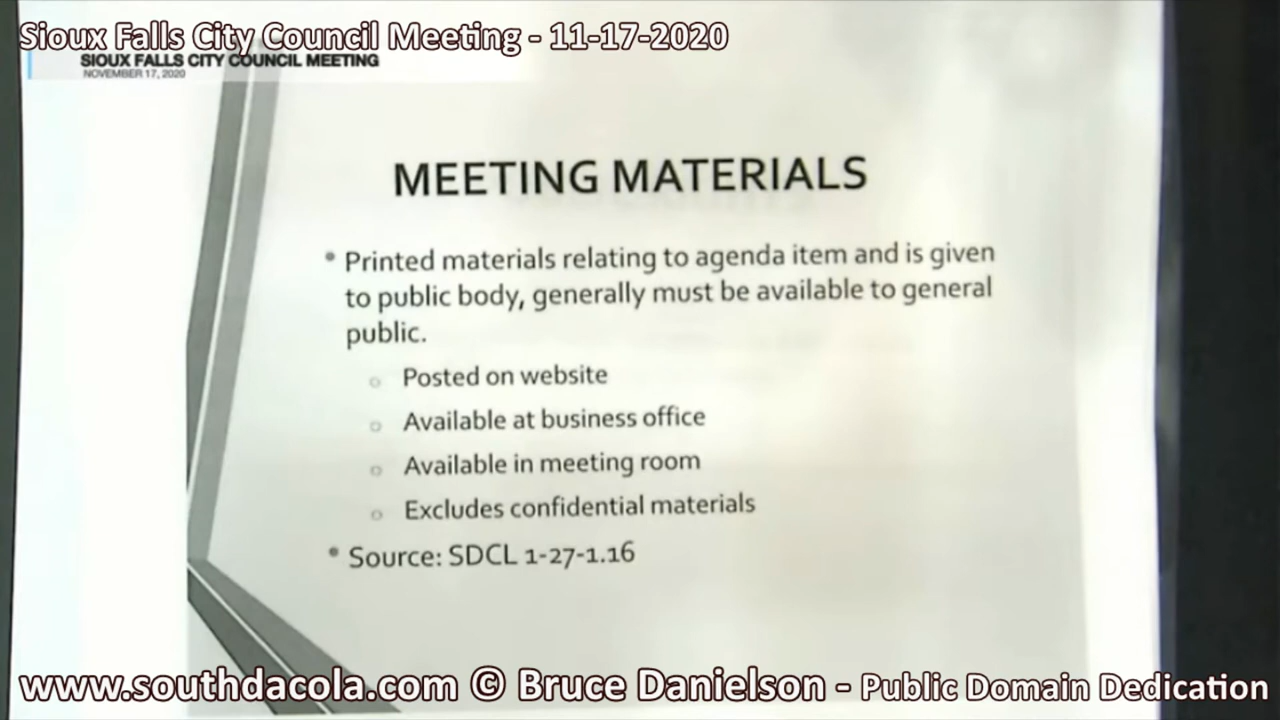 Sioux Falls City Council Meeting - 11-17-2020
SIOUX FALLS CITY COUNCIL MEETING
NOVEMBER 17, 2020
MEETING MATERIALS
• Printed materials relating to agenda item and is given
to public body, generally must be available to general
public.
○ Posted on website
○ Available at business office
○ Available in meeting room
○ Excludes confidential materials
• Source: SDCL 1-27-1.16
www.southdacola.com © Bruce Danielson - Public Domain Dedication